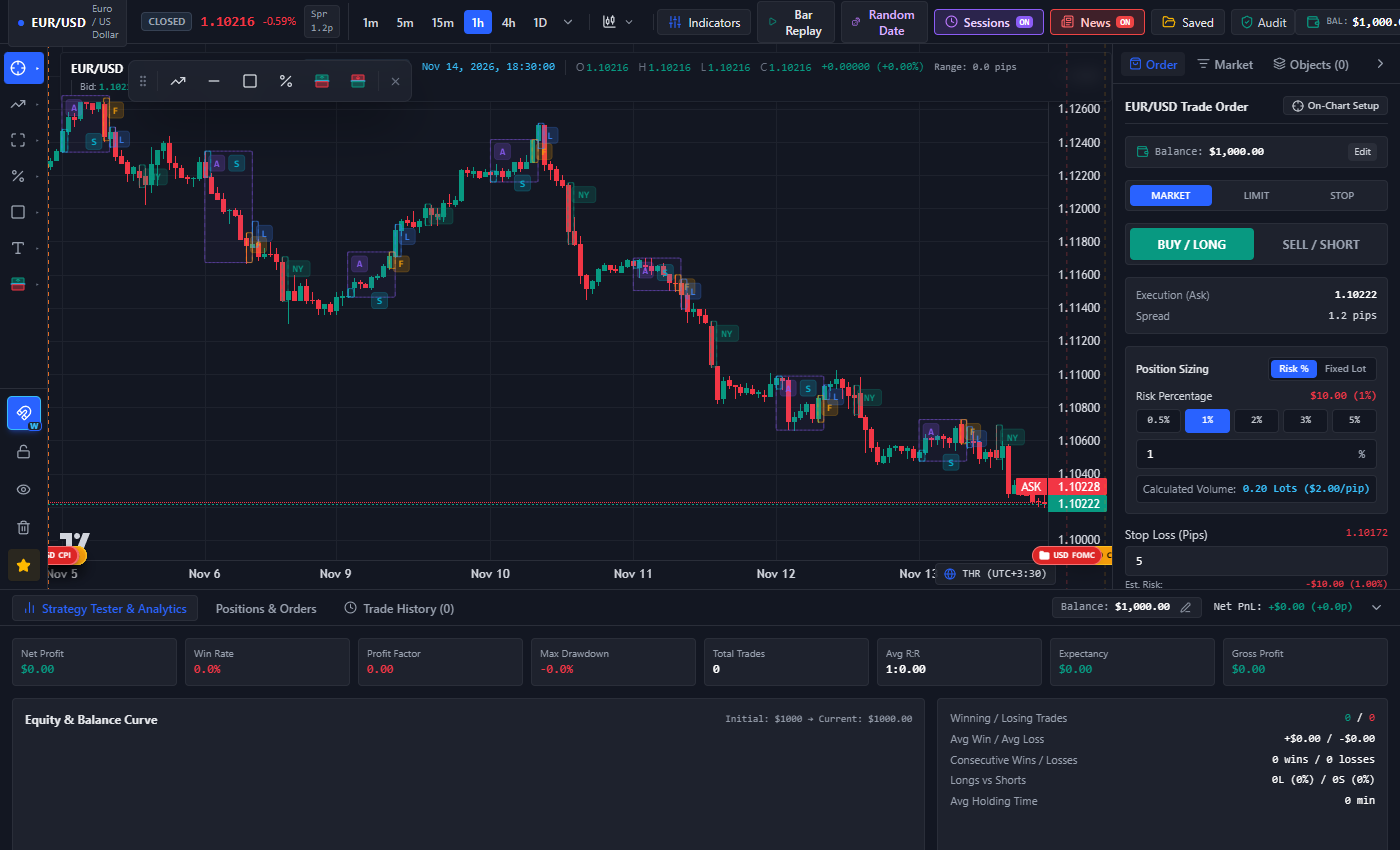 EUR/USD Euro / US Dollar CLOSED 1.10216 -0.59% Spr 1.2p 1m 5m 15m 1h 4h 1D Indicators Bar Replay Random Date Sessions ON News ON Saved Audit BAL: $1,000.
EUR/USD Nov 14, 2026, 18:30:00 O1.10216 H1.10216 L1.10216 C1.10216 +0.00000 (+0.00%) Range: 0.0 pips
Bid: 1.102
A F S L NY
A S L F NY
A S L F
A S L F NY
A S F L NY
A S L F NY
A S F L NY
1.12600
1.12400
1.12200
1.12000
1.11800
1.11600
1.11400
1.11200
1.11000
1.10800
1.10600
1.10400
ASK 1.10228
1.10222
1.10000
CPI
USD FOMC
Nov 5 Nov 6 Nov 9 Nov 10 Nov 11 Nov 12 Nov 13
THR (UTC+3:30)
T
W
Order Market Objects (0)
EUR/USD Trade Order On-Chart Setup
Balance: $1,000.00 Edit
MARKET LIMIT STOP
BUY / LONG SELL / SHORT
Execution (Ask) 1.10222
Spread 1.2 pips
Position Sizing Risk % Fixed Lot
Risk Percentage $10.00 (1%)
0.5% 1% 2% 3% 5%
1 %
Calculated Volume: 0.20 Lots ($2.00/pip)
Stop Loss (Pips) 1.10172
5
Est. Risk: -$10.00 (1.00%)
Strategy Tester & Analytics Positions & Orders Trade History (0) Balance: $1,000.00 Net PnL: +$0.00 (+0.0p)
Net Profit Win Rate Profit Factor Max Drawdown Total Trades Avg R:R Expectancy Gross Profit
$0.00 0.0% 0.00 -0.0% 0 1:0.00 $0.00 $0.00
Equity & Balance Curve Initial: $1000 → Current: $1000.00
Winning / Losing Trades 0 / 0
Avg Win / Avg Loss +$0.00 / -$0.00
Consecutive Wins / Losses 0 wins / 0 losses
Longs vs Shorts 0L (0%) / 0S (0%)
Avg Holding Time 0 min